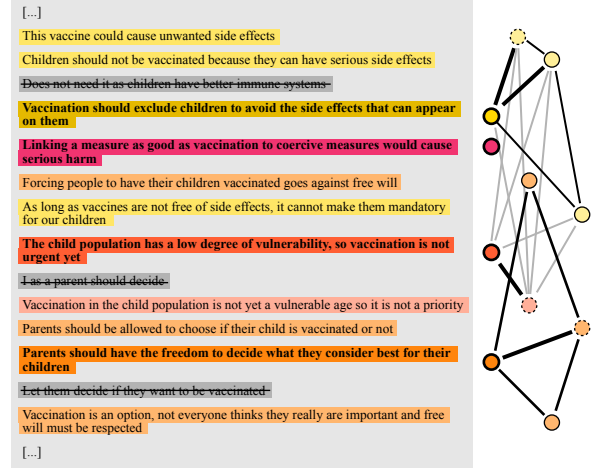 [...]
This vaccine could cause unwanted side effects
Children should not be vaccinated because they can have serious side effects
Does not need it as children have better immune systems
Vaccination should exclude children to avoid the side effects that can appear
on them
Linking a measure as good as vaccination to coercive measures would cause
serious harm
Forcing people to have their children vaccinated goes against free will
As long as vaccines are not free of side effects, it cannot make them mandatory
for our children
The child population has a low degree of vulnerability, so vaccination is not
urgent yet
I as a parent should decide
Vaccination in the child population is not yet a vulnerable age so it is not a priority
Parents should be allowed to choose if their child is vaccinated or not
Parents should have the freedom to decide what they consider best for their
children
Let them decide if they want to be vaccinated
Vaccination is an option, not everyone thinks they really are important and free
will must be respected
[...]